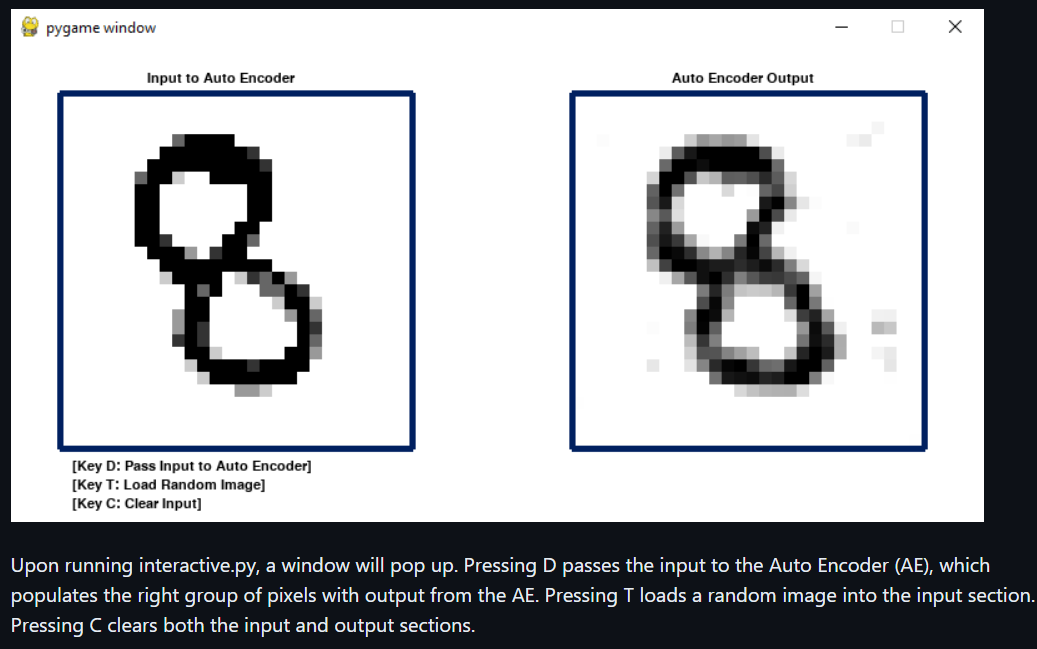 pygame window
Input to Auto Encoder
Auto Encoder Output
[Key D: Pass Input to Auto Encoder]
[Key T: Load Random Image]
[Key C: Clear Input]
Upon running interactive.py, a window will pop up. Pressing D passes the input to the Auto Encoder (AE), which
populates the right group of pixels with output from the AE. Pressing T loads a random image into the input section.
Pressing C clears both the input and output sections.